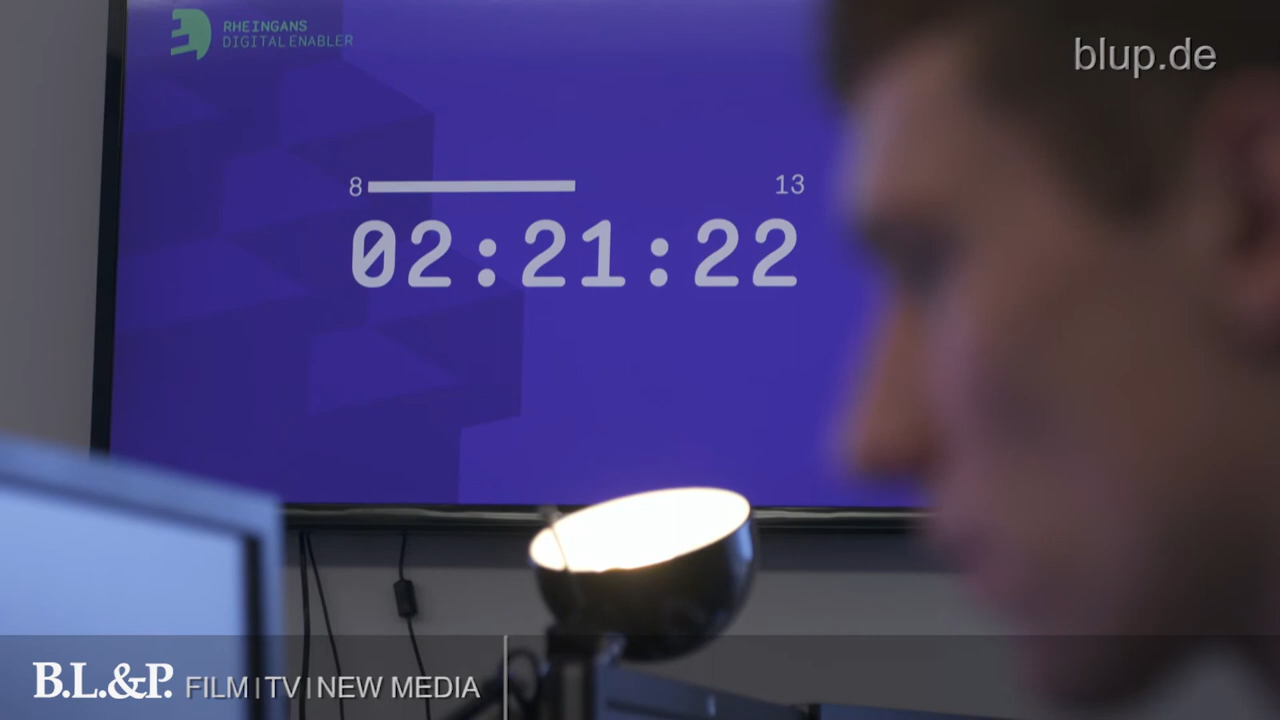 RHEINGANS
DIGITAL ENABLER
blup.de
8 13
02:21:22
B.L.&P. FILM|TV|NEW MEDIA